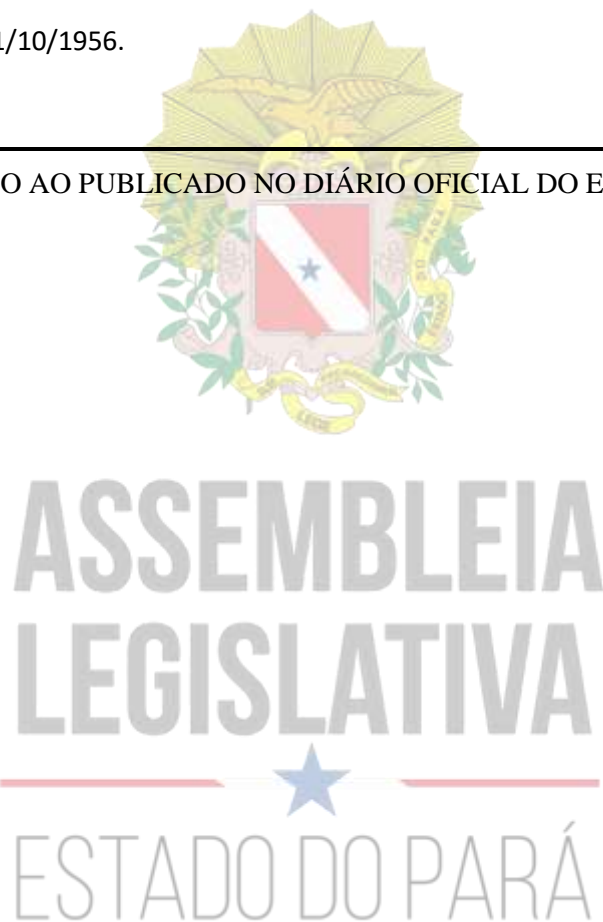 1/10/1956.
O AO PUBLICADO NO DIÁRIO OFICIAL DO E
ASSEMBLEIA
LEGISLATIVA
ESTADO DO PARÁ